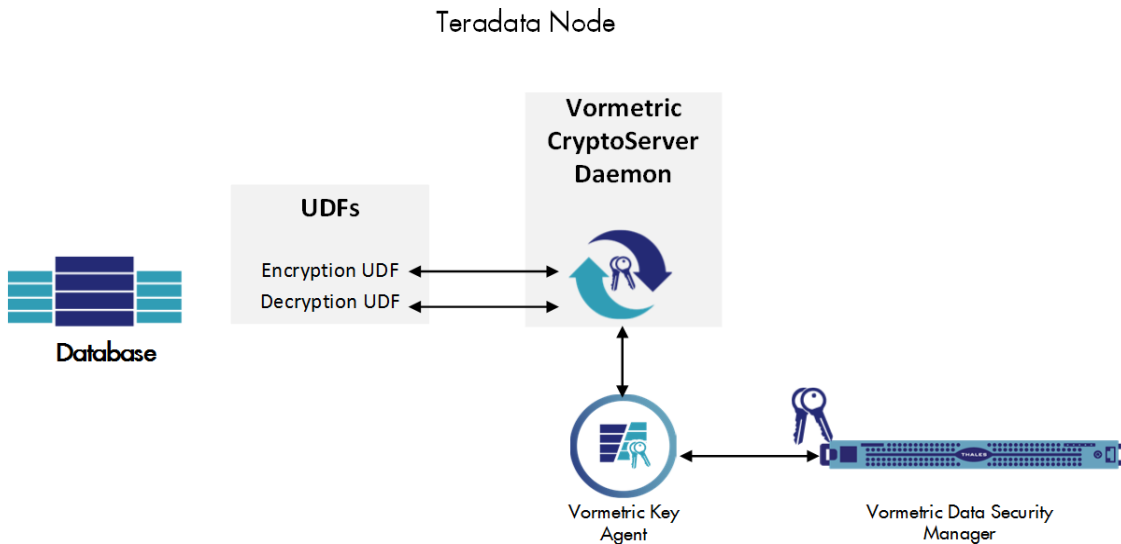 Teradata Node
Vormetric
CryptoServer
Daemon
UDFs
Encryption UDF
Decryption UDF
Database
THALES
Vormetric Key
Agent
Vormetric Data Security
Manager